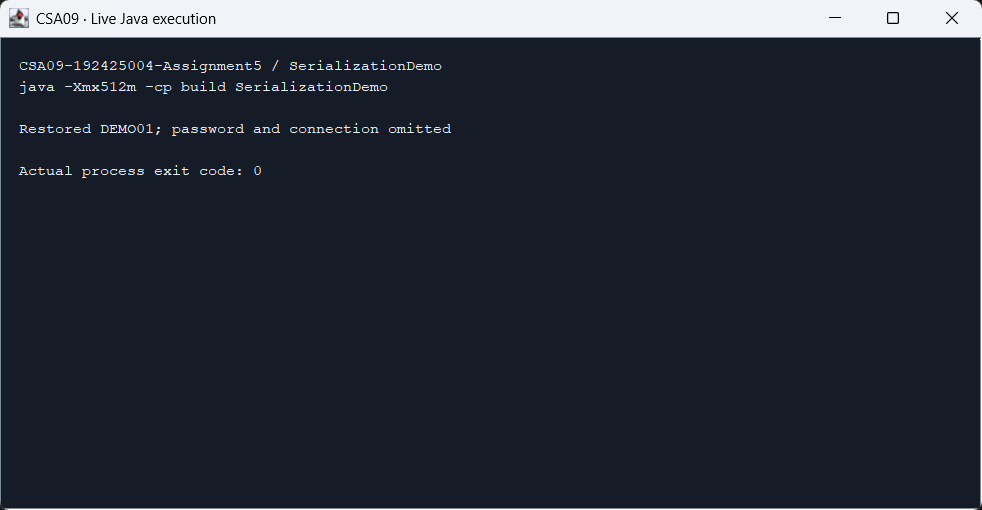 CSA09 · Live Java execution
CSA09-192425004-Assignment5 / SerializationDemo
java -Xmx512m -cp build SerializationDemo
Restored DEMO01; password and connection omitted
Actual process exit code: 0